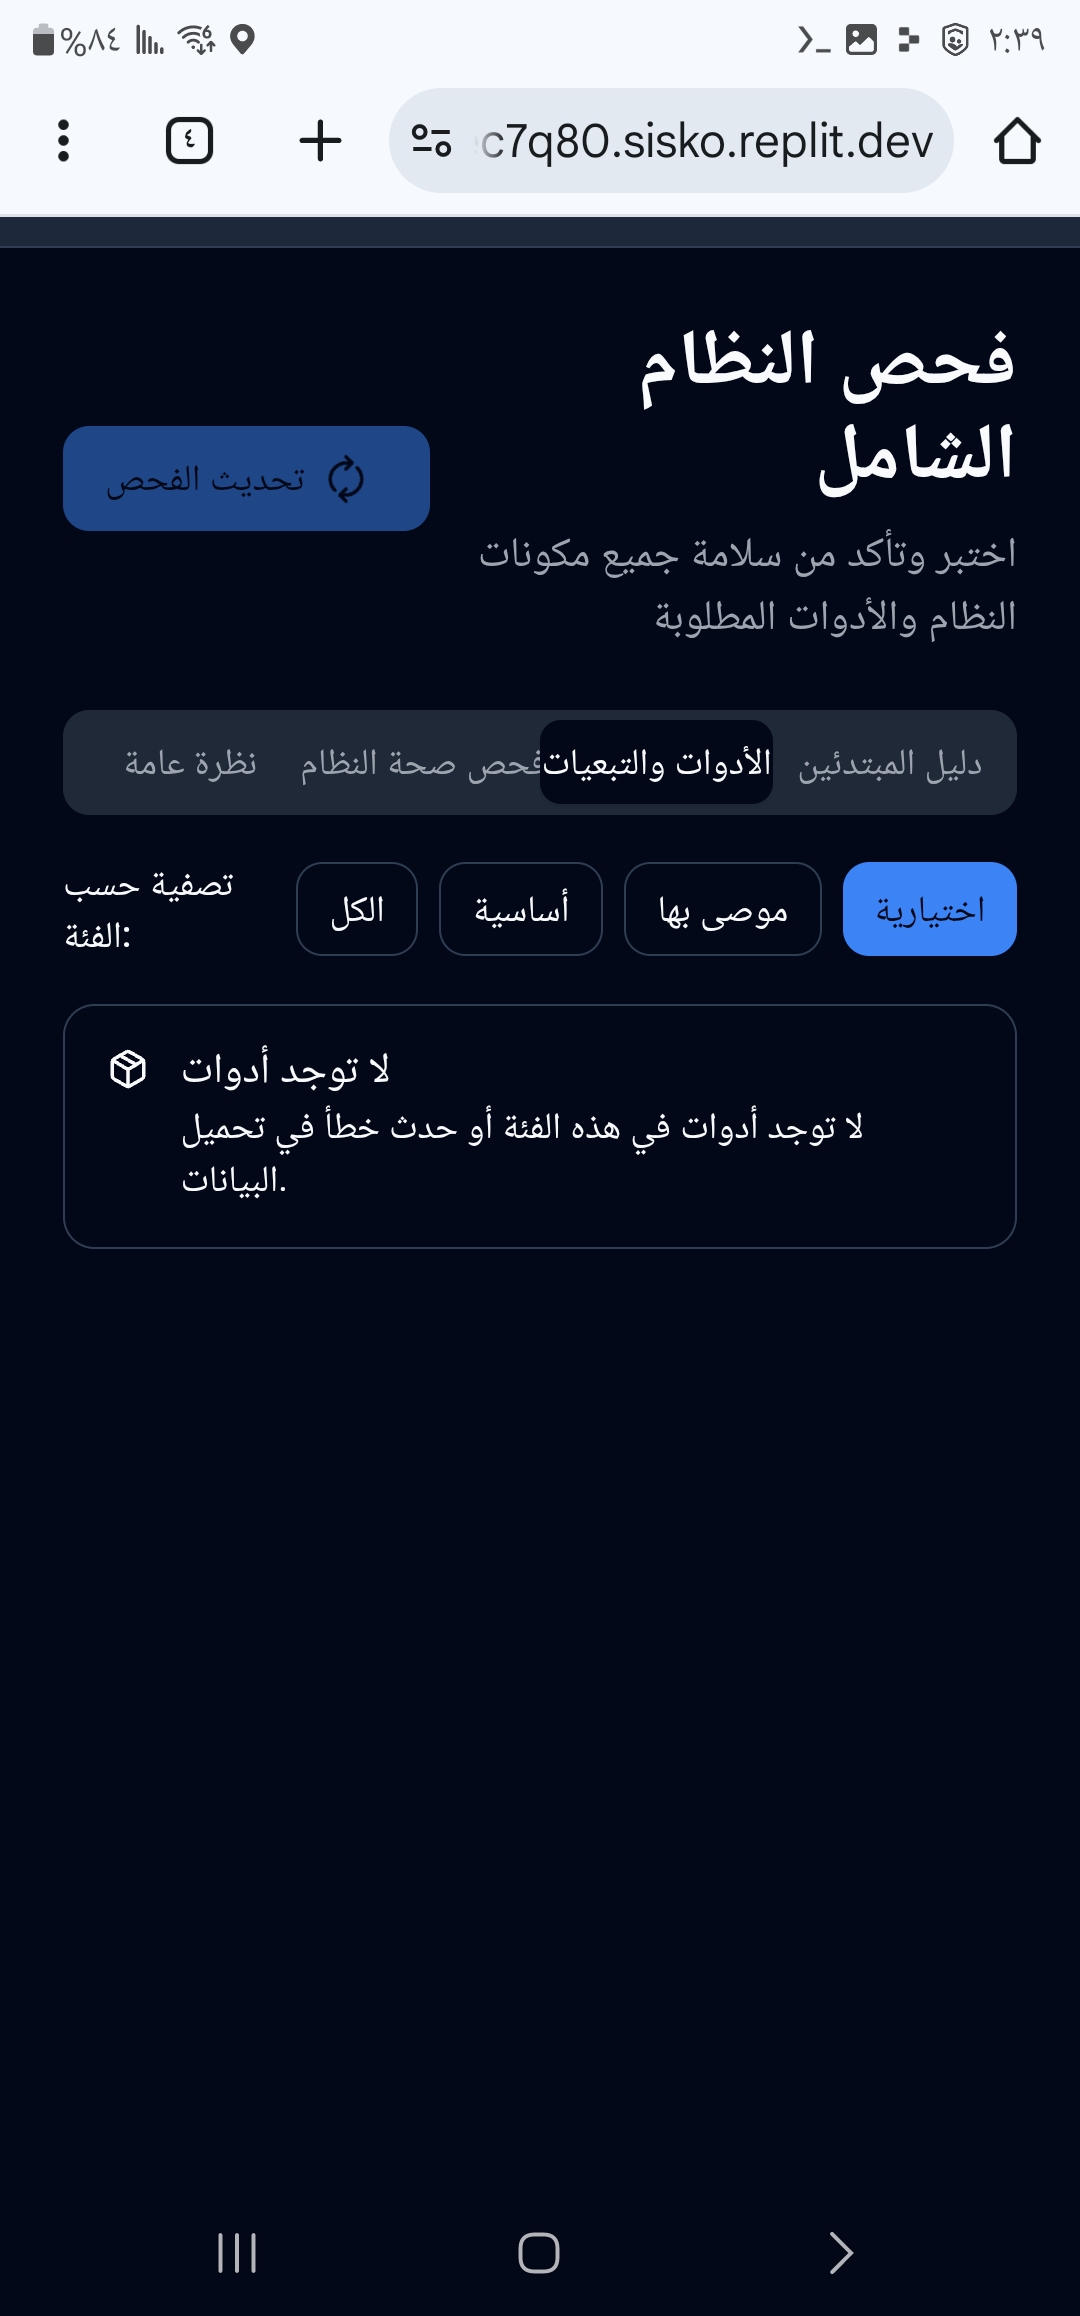 ٢:٣٩
%٨٤
٤
c7q80.sisko.replit.dev
فحص النظام
الشامل
تحديث الفحص
اختبر وتأكد من سلامة جميع مكونات
النظام والأدوات المطلوبة
دليل المبتدئين
الأدوات والتبعيات
فحص صحة النظام
نظرة عامة
اختيارية
موصى بها
أساسية
الكل
تصفية حسب
الفئة:
لا توجد أدوات
لا توجد أدوات في هذه الفئة أو حدث خطأ في تحميل
البيانات.